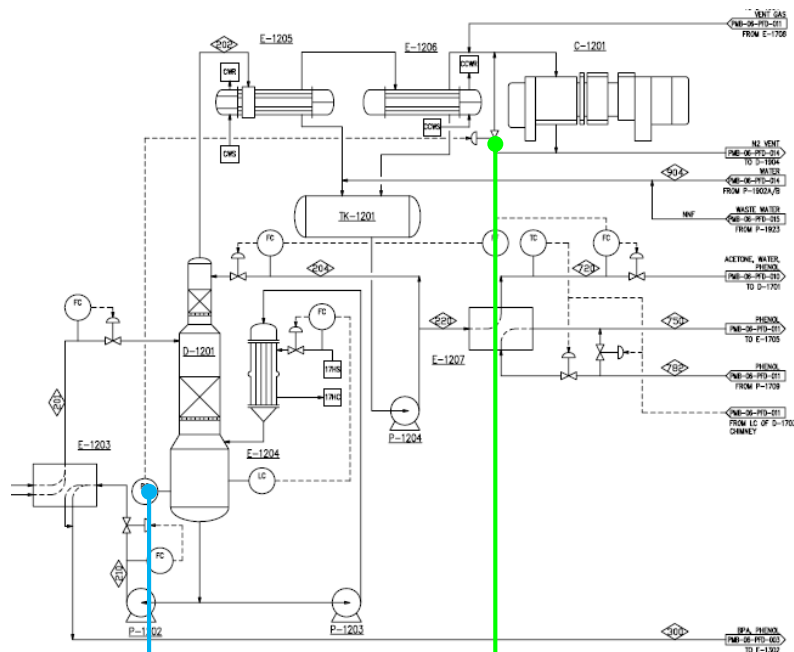 VENT GAS
PMB-06-PFD-011
FROM E-1708
202
E-1205
E-1206
C-1201
CWR
CCWR
CWS
CCWS
N2 VENT
PMB-06-PFD-014
TO D-1904
904
WATER
PMB-06-PFD-014
FROM P-1902A/B
WASTE WATER
NNF
PMB-06-PFD-015
FROM P-1923
TK-1201
FC
TC
FC
204
720
ACETONE, WATER,
PHENOL
PMB-06-PFD-010
TO D-1701
FC
FC
220
750
PHENOL
PMB-06-PFD-011
TO E-1705
D-1201
17HS
E-1207
782
PHENOL
PMB-06-PFD-011
FROM P-1709
17HC
201
P-1204
PMB-06-PFD-011
FROM LC OF D-1702
CHIMNEY
E-1203
E-1204
LC
FC
210
P-1202
P-1203
300
BPA, PHENOL
PMB-06-PFD-003
TO E-1302